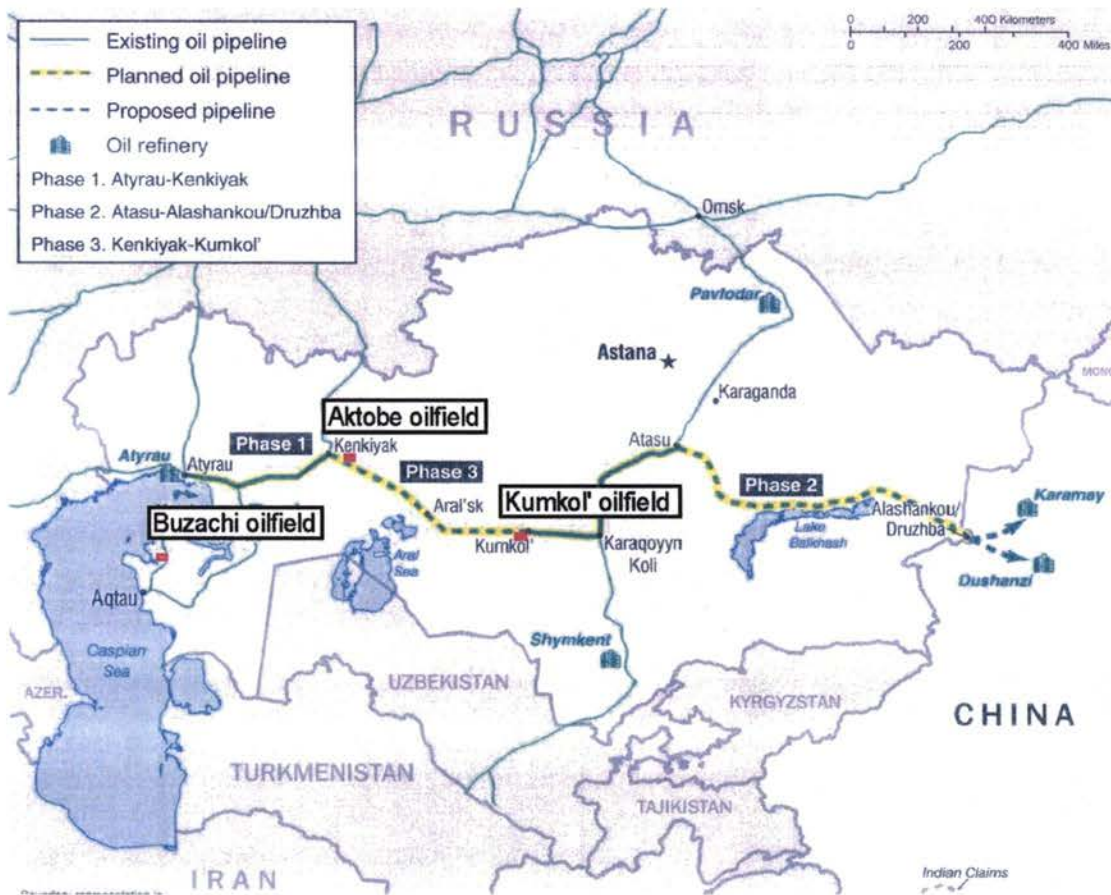 Existing oil pipeline
Planned oil pipeline
Proposed pipeline
Oil refinery
Phase 1. Atyrau-Kenkiyak
Phase 2. Atasu-Alashankou/Druzhba
Phase 3. Kenkiyak-Kumkol'
0 200 400 Kilometers
0 200 400 Miles
RUSSIA
Omsk
Pavlodar
Astana
Karaganda
MON
Aktobe oilfield
Phase 1
Kenkiyak
Atyrau
Atyrau
Phase 3
Atasu
Aral'sk
Kumkol' oilfield
Phase 2
Karamay
Buzachi oilfield
Alashankou/
Druzhba
Lake
Balkhash
Aral
Sea
Kumkol'
Karaqoyyn
Koli
Dushanzi
Aqtau
Shymkent
Caspian
Sea
AZER.
UZBEKISTAN
KYRGYZSTAN
CHINA
TURKMENISTAN
TAJIKISTAN
IRAN
Indian Claims